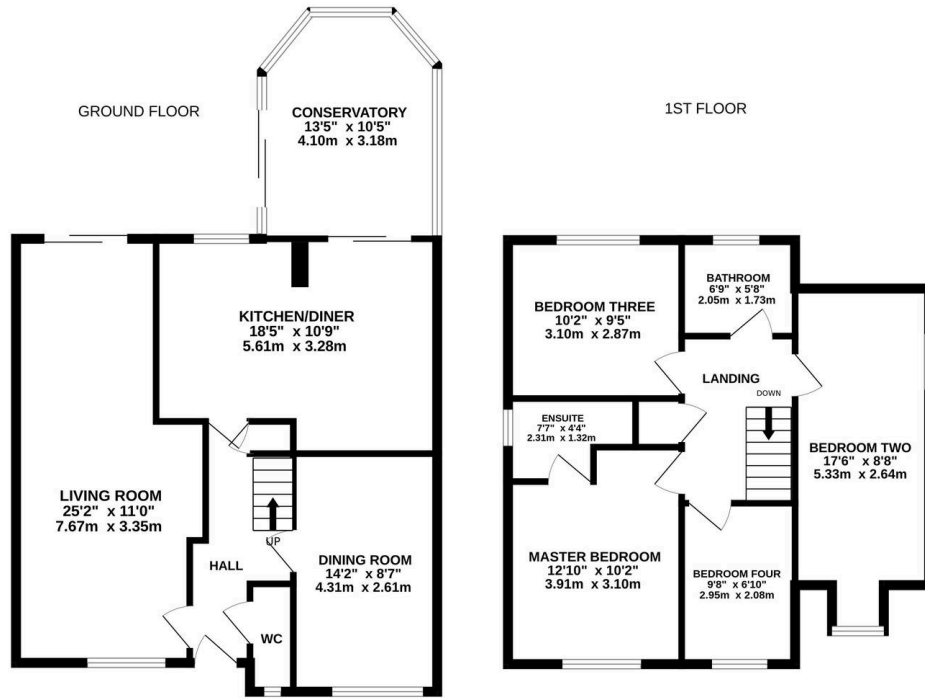 GROUND FLOOR
CONSERVATORY
13'5" x 10'5"
4.10m x 3.18m
KITCHEN/DINER
18'5" x 10'9"
5.61m x 3.28m
LIVING ROOM
25'2" x 11'0"
7.67m x 3.35m
HALL
UP
DINING ROOM
14'2" x 8'7"
4.31m x 2.61m
WC
1ST FLOOR
BATHROOM
6'9" x 5'8"
2.05m x 1.73m
BEDROOM THREE
10'2" x 9'5"
3.10m x 2.87m
LANDING
DOWN
ENSUITE
7'7" x 4'4"
2.31m x 1.32m
BEDROOM TWO
17'6" x 8'8"
5.33m x 2.64m
MASTER BEDROOM
12'10" x 10'2"
3.91m x 3.10m
BEDROOM FOUR
9'8" x 6'10"
2.95m x 2.08m